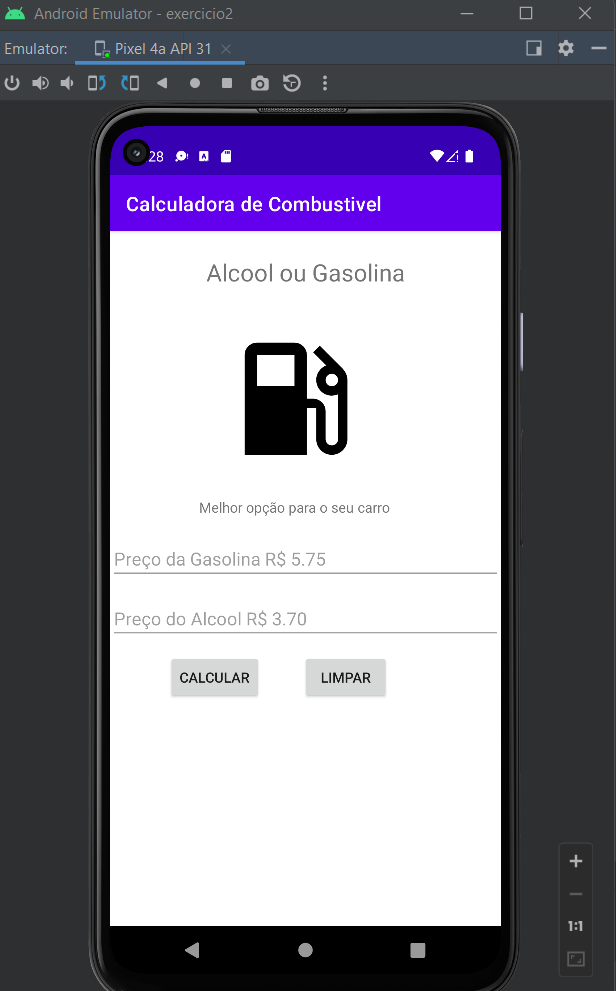 Android Emulator - exercicio2
Emulator: Pixel 4a API 31
28
Calculadora de Combustivel
Alcool ou Gasolina
Melhor opção para o seu carro
Preço da Gasolina R$ 5.75
Preço do Alcool R$ 3.70
CALCULAR LIMPAR
1:1